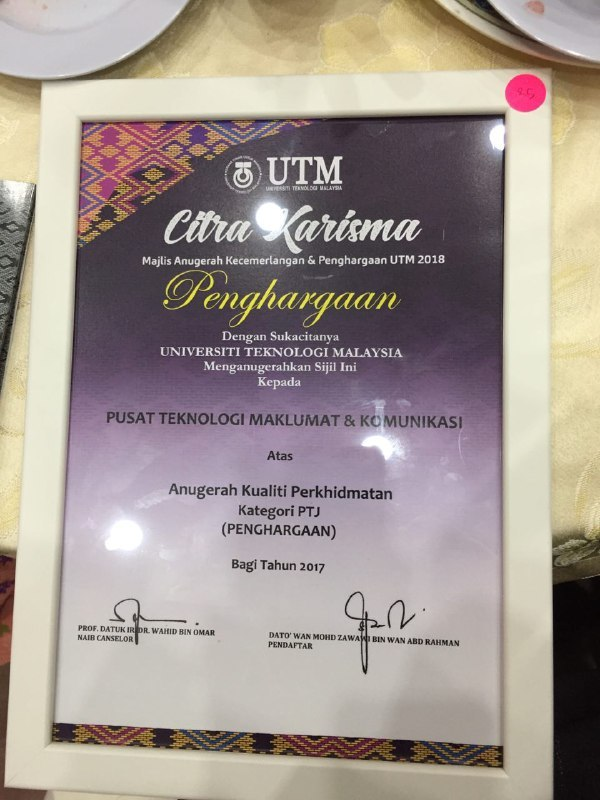 UTM
UNIVERSITI TEKNOLOGI MALAYSIA
Citra Karisma
Majlis Anugerah Kecemerlangan & Penghargaan UTM 2018
Penghargaan
Dengan Sukacitanya
UNIVERSITI TEKNOLOGI MALAYSIA
Menganugerahkan Sijil Ini
Kepada
PUSAT TEKNOLOGI MAKLUMAT & KOMUNIKASI
Atas
Anugerah Kualiti Perkhidmatan
Kategori PTJ
(PENGHARGAAN)
Bagi Tahun 2017
PROF. DATUK IR. DR. WAHID BIN OMAR
NAIB CANSELOR
DATO' WAN MOHD ZAWAWI BIN WAN ABD RAHMAN
PENDAFTAR